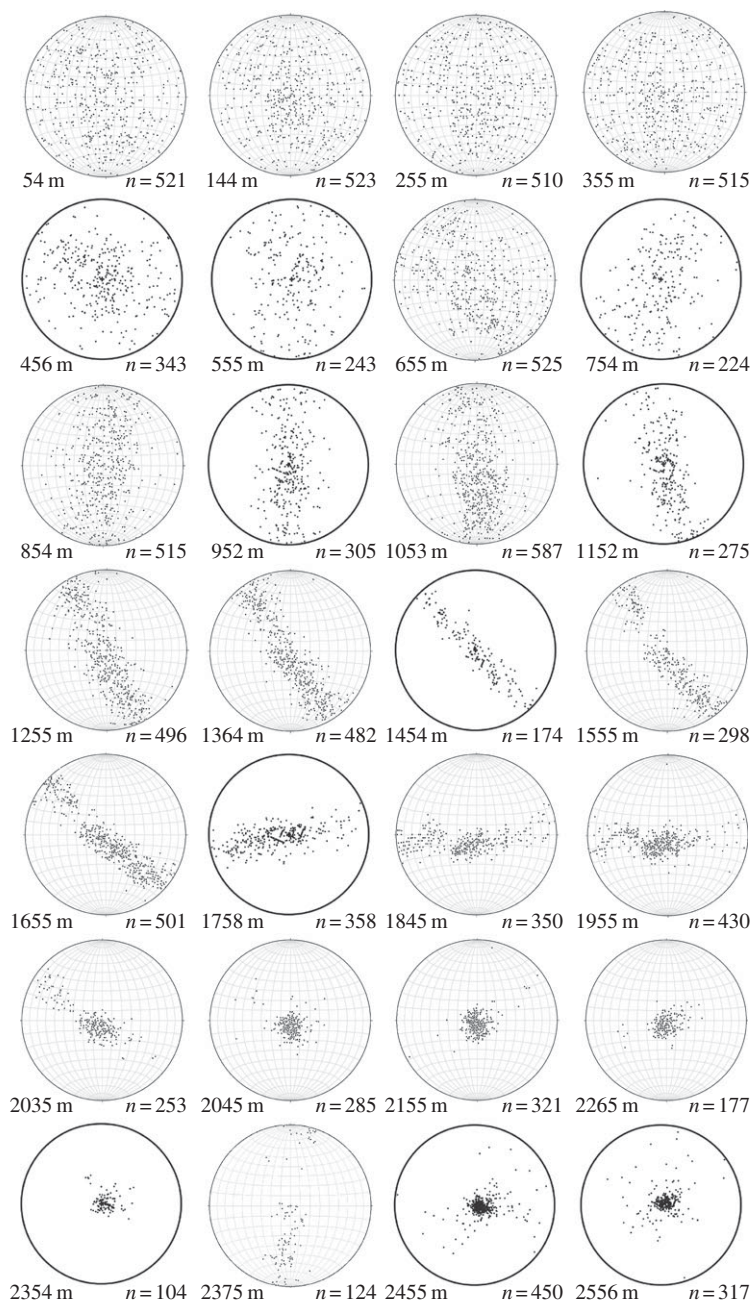 54 m n = 521 144 m n = 523 255 m n = 510 355 m n = 515
456 m n = 343 555 m n = 243 655 m n = 525 754 m n = 224
854 m n = 515 952 m n = 305 1053 m n = 587 1152 m n = 275
1255 m n = 496 1364 m n = 482 1454 m n = 174 1555 m n = 298
1655 m n = 501 1758 m n = 358 1845 m n = 350 1955 m n = 430
2035 m n = 253 2045 m n = 285 2155 m n = 321 2265 m n = 177
2354 m n = 104 2375 m n = 124 2455 m n = 450 2556 m n = 317